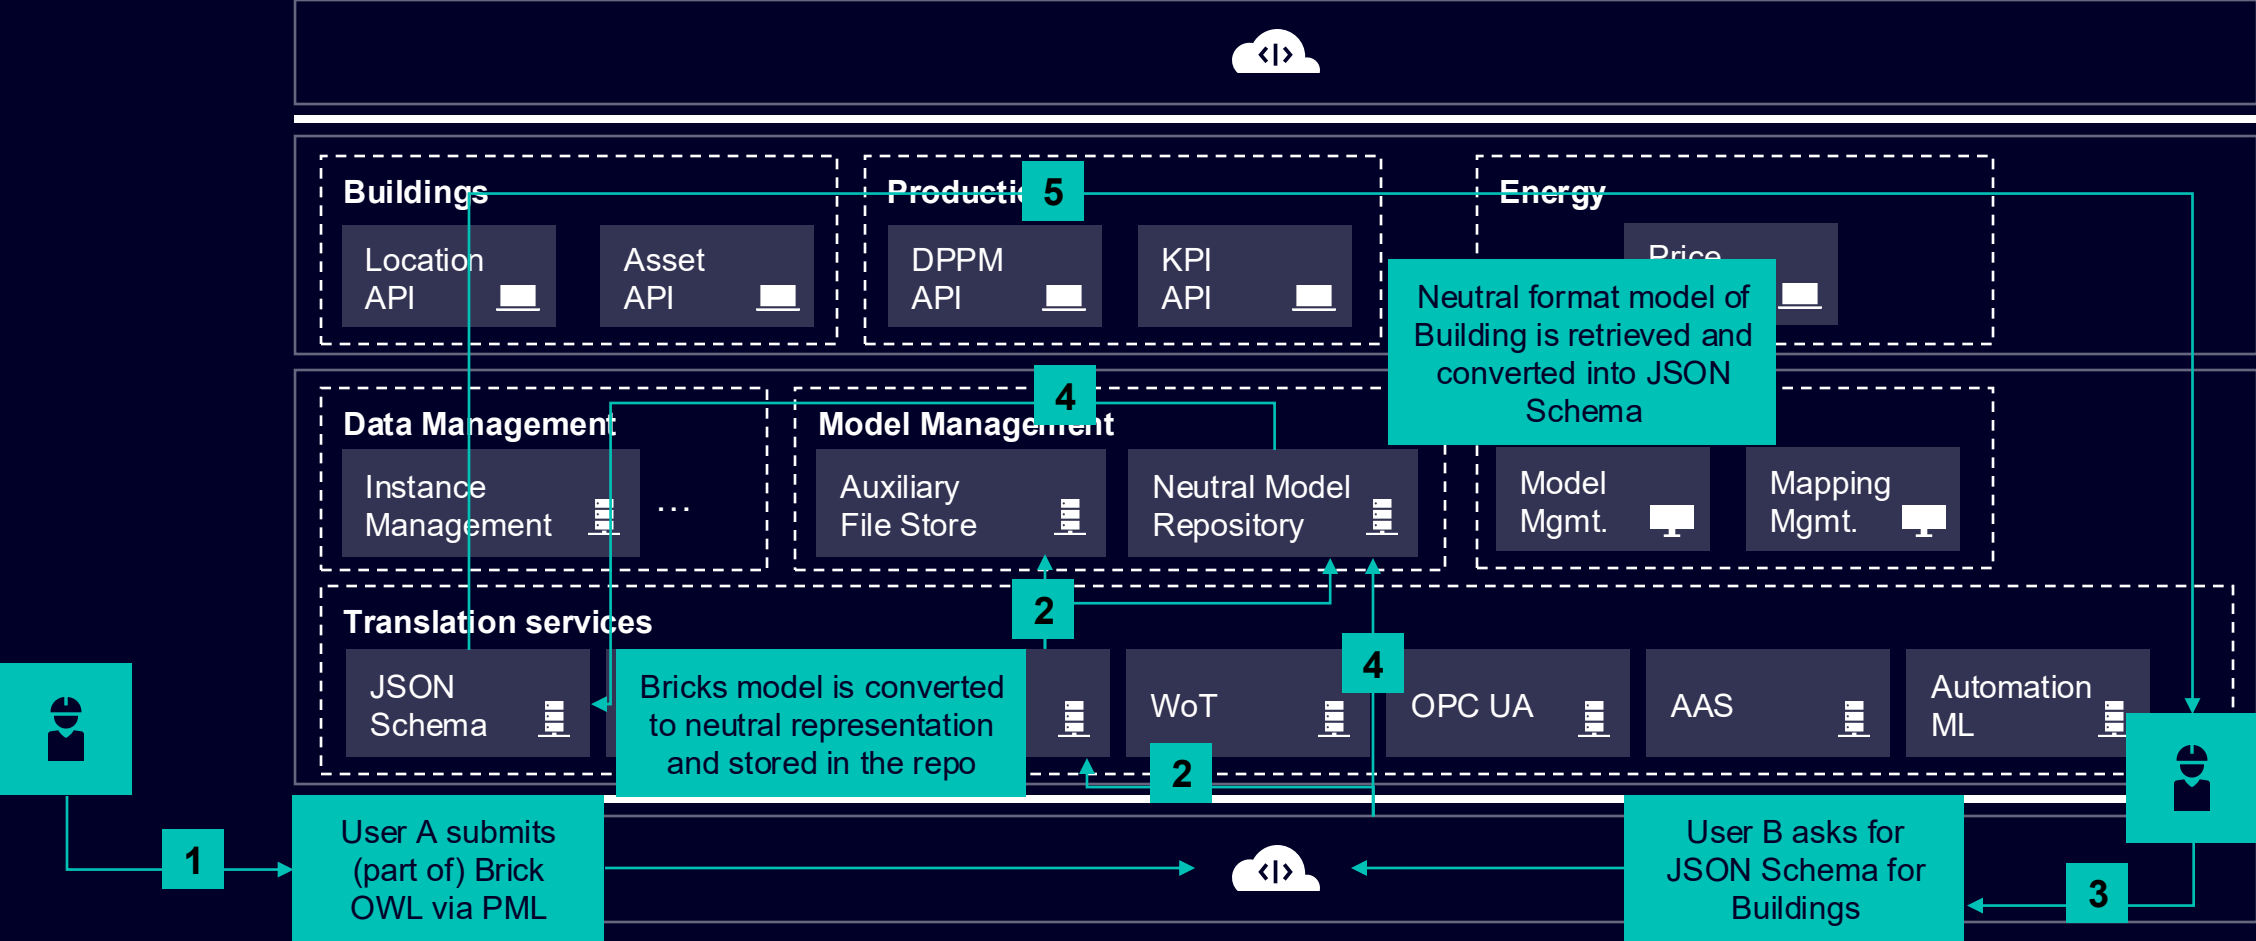 Buildings
Location
API
Asset
API
5
DPPM
API
KPI
API
Energy
Price
Neutral format model of
Building is retrieved and
converted into JSON
Schema
Data Management
Instance
Management
...
4
Model Management
Auxiliary
File Store
Neutral Model
Repository
Model
Mgmt.
Mapping
Mgmt.
Translation services
2
JSON
Schema
Bricks model is converted
to neutral representation
and stored in the repo
WoT
2
4
OPC UA
AAS
Automation
ML
1
User A submits
(part of) Brick
OWL via PML
User B asks for
JSON Schema for
Buildings
3